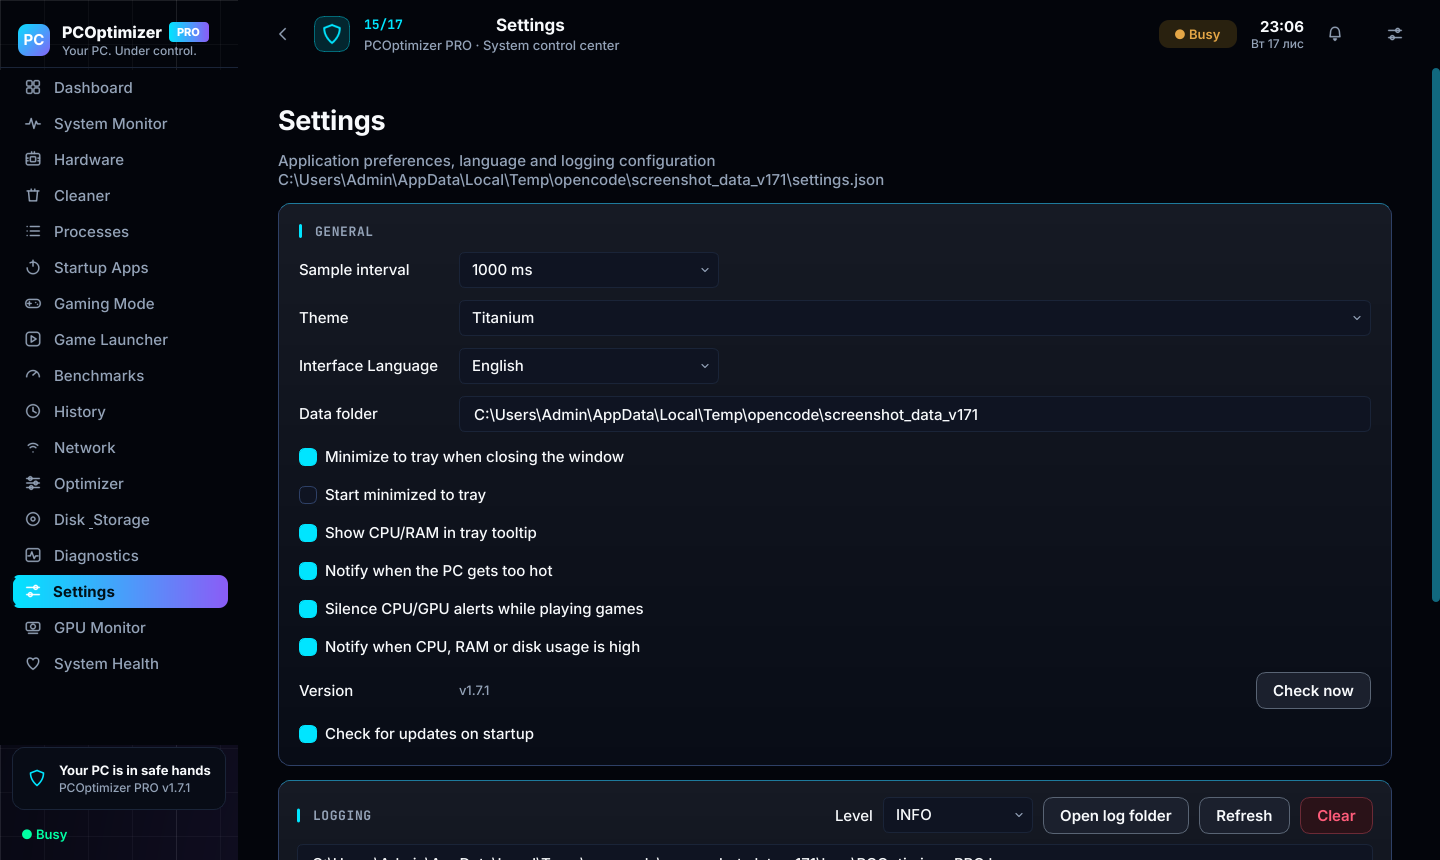 PC
PCOptimizer PRO
Your PC. Under control.
Dashboard
System Monitor
Hardware
Cleaner
Processes
Startup Apps
Gaming Mode
Game Launcher
Benchmarks
History
Network
Optimizer
Disk _Storage
Diagnostics
Settings
GPU Monitor
System Health
Your PC is in safe hands
PCOptimizer PRO v1.7.1
Busy
15/17 Settings
PCOptimizer PRO · System control center
Busy
23:06
Вт 17 лис
Settings
Application preferences, language and logging configuration
C:\Users\Admin\AppData\Local\Temp\opencode\screenshot_data_v171\settings.json
GENERAL
Sample interval 1000 ms
Theme Titanium
Interface Language English
Data folder C:\Users\Admin\AppData\Local\Temp\opencode\screenshot_data_v171
Minimize to tray when closing the window
Start minimized to tray
Show CPU/RAM in tray tooltip
Notify when the PC gets too hot
Silence CPU/GPU alerts while playing games
Notify when CPU, RAM or disk usage is high
Version v1.7.1 Check now
Check for updates on startup
LOGGING Level INFO Open log folder Refresh Clear